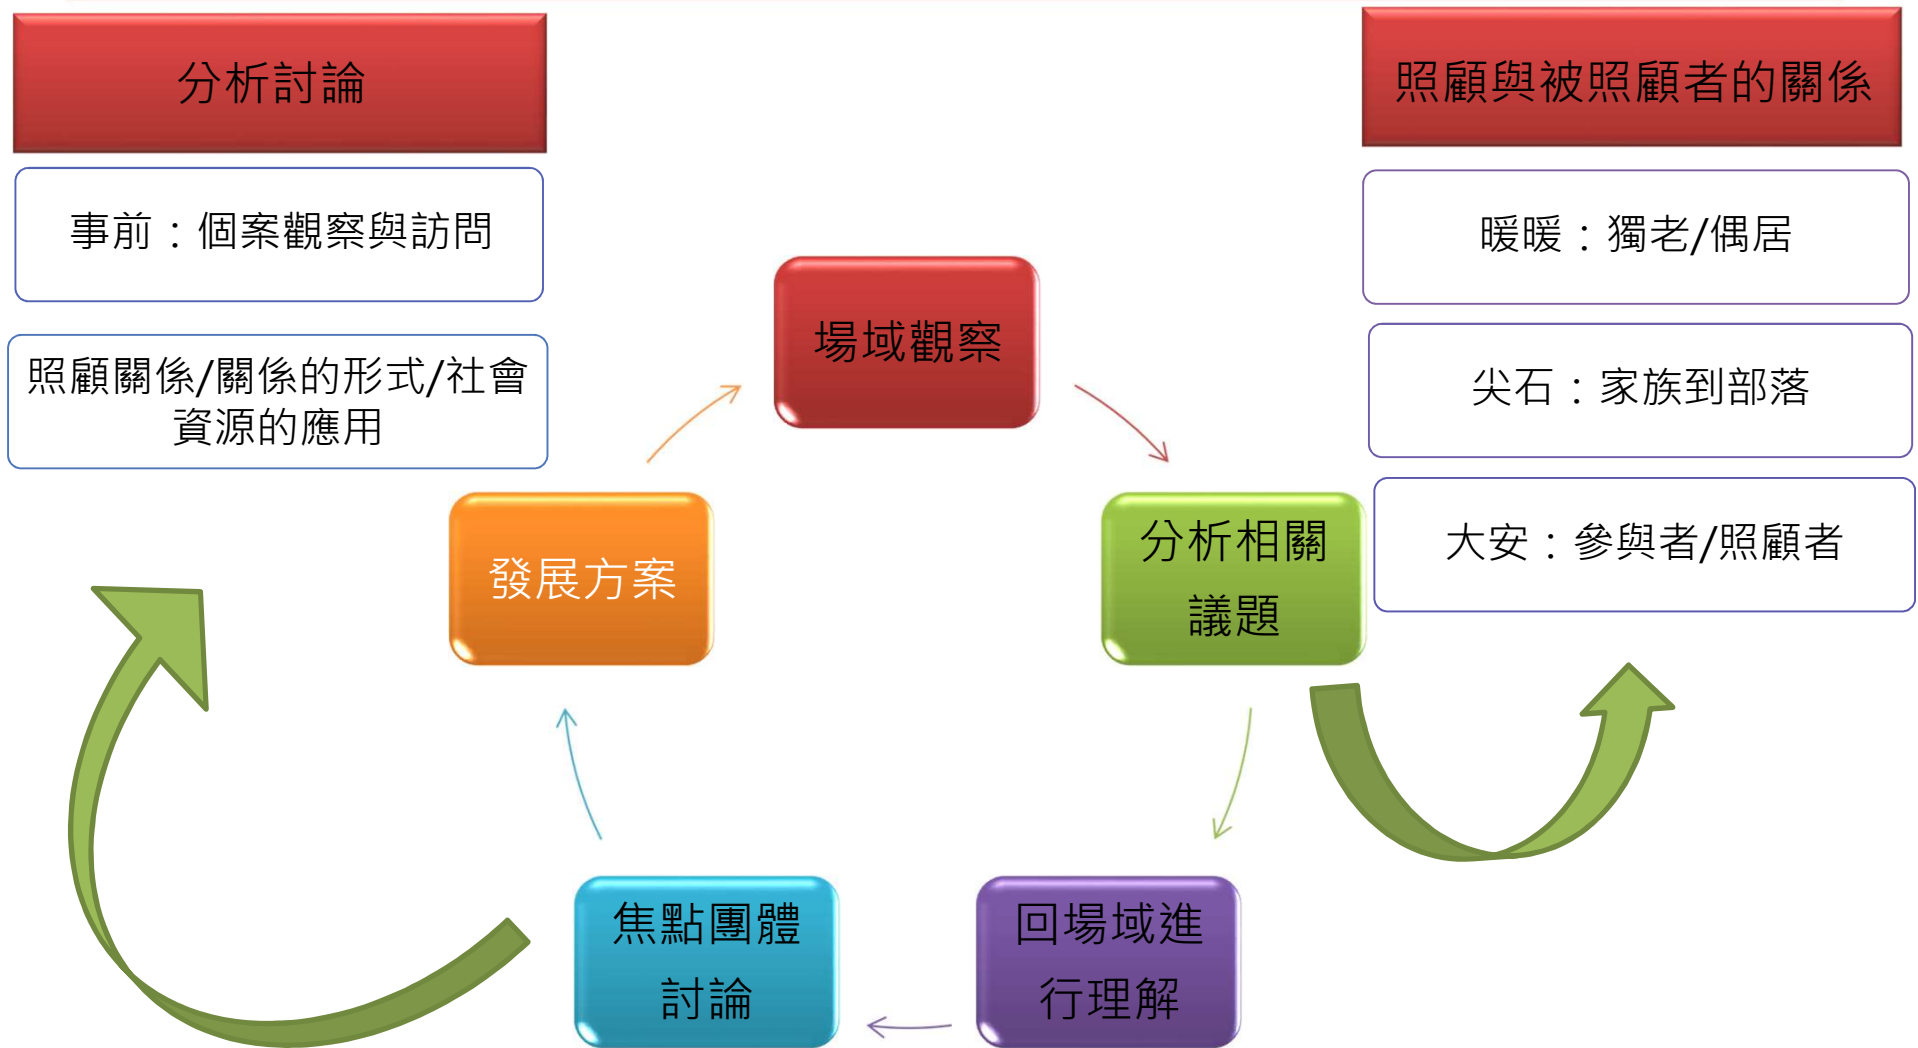 分析討論
事前：個案觀察與訪問
照顧關係/關係的形式/社會
資源的應用
照顧與被照顧者的關係
暖暖：獨老/偶居
尖石：家族到部落
大安：參與者/照顧者
場域觀察
分析相關
議題
回場域進
行理解
焦點團體
討論
發展方案